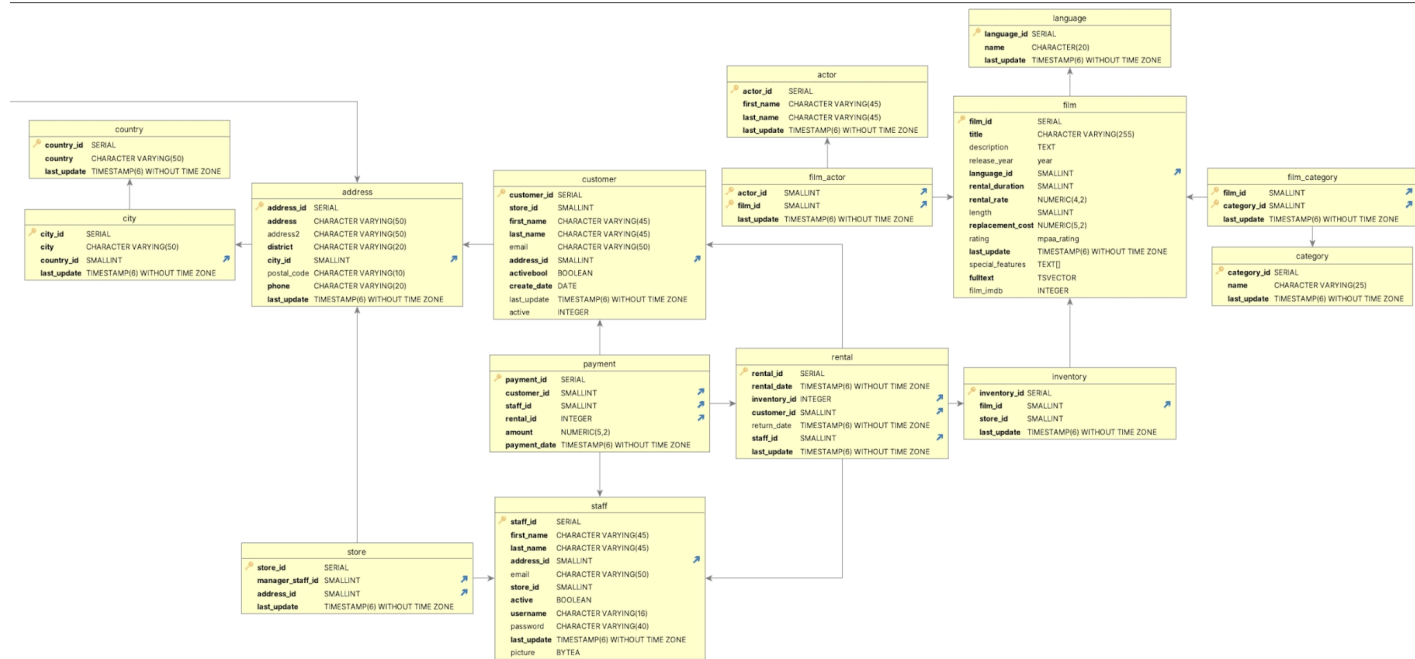 language
language_id SERIAL
name CHARACTER(20)
last_update TIMESTAMP(6) WITHOUT TIME ZONE
actor
actor_id SERIAL
first_name CHARACTER VARYING(45)
last_name CHARACTER VARYING(45)
last_update TIMESTAMP(6) WITHOUT TIME ZONE
film
film_id SERIAL
title CHARACTER VARYING(255)
description TEXT
release_year year
language_id SMALLINT
rental_duration SMALLINT
rental_rate NUMERIC(4,2)
length SMALLINT
replacement_cost NUMERIC(5,2)
rating mpaa_rating
last_update TIMESTAMP(6) WITHOUT TIME ZONE
special_features TEXT[]
fulltext TSVECTOR
film_imdb INTEGER
country
country_id SERIAL
country CHARACTER VARYING(50)
last_update TIMESTAMP(6) WITHOUT TIME ZONE
address
address_id SERIAL
address CHARACTER VARYING(50)
address2 CHARACTER VARYING(50)
district CHARACTER VARYING(20)
city_id SMALLINT
postal_code CHARACTER VARYING(10)
phone CHARACTER VARYING(20)
last_update TIMESTAMP(6) WITHOUT TIME ZONE
customer
customer_id SERIAL
store_id SMALLINT
first_name CHARACTER VARYING(45)
last_name CHARACTER VARYING(45)
email CHARACTER VARYING(50)
address_id SMALLINT
activebool BOOLEAN
create_date DATE
last_update TIMESTAMP(6) WITHOUT TIME ZONE
active INTEGER
film_actor
actor_id SMALLINT
film_id SMALLINT
last_update TIMESTAMP(6) WITHOUT TIME ZONE
film_category
film_id SMALLINT
category_id SMALLINT
last_update TIMESTAMP(6) WITHOUT TIME ZONE
city
city_id SERIAL
city CHARACTER VARYING(50)
country_id SMALLINT
last_update TIMESTAMP(6) WITHOUT TIME ZONE
category
category_id SERIAL
name CHARACTER VARYING(25)
last_update TIMESTAMP(6) WITHOUT TIME ZONE
payment
payment_id SERIAL
customer_id SMALLINT
staff_id SMALLINT
rental_id INTEGER
amount NUMERIC(5,2)
payment_date TIMESTAMP(6) WITHOUT TIME ZONE
rental
rental_id SERIAL
rental_date TIMESTAMP(6) WITHOUT TIME ZONE
inventory_id INTEGER
customer_id SMALLINT
return_date TIMESTAMP(6) WITHOUT TIME ZONE
staff_id SMALLINT
last_update TIMESTAMP(6) WITHOUT TIME ZONE
inventory
inventory_id SERIAL
film_id SMALLINT
store_id SMALLINT
last_update TIMESTAMP(6) WITHOUT TIME ZONE
staff
staff_id SERIAL
first_name CHARACTER VARYING(45)
last_name CHARACTER VARYING(45)
address_id SMALLINT
email CHARACTER VARYING(50)
store_id SMALLINT
active BOOLEAN
username CHARACTER VARYING(16)
password CHARACTER VARYING(40)
last_update TIMESTAMP(6) WITHOUT TIME ZONE
picture BYTEA
store
store_id SERIAL
manager_staff_id SMALLINT
address_id SMALLINT
last_update TIMESTAMP(6) WITHOUT TIME ZONE